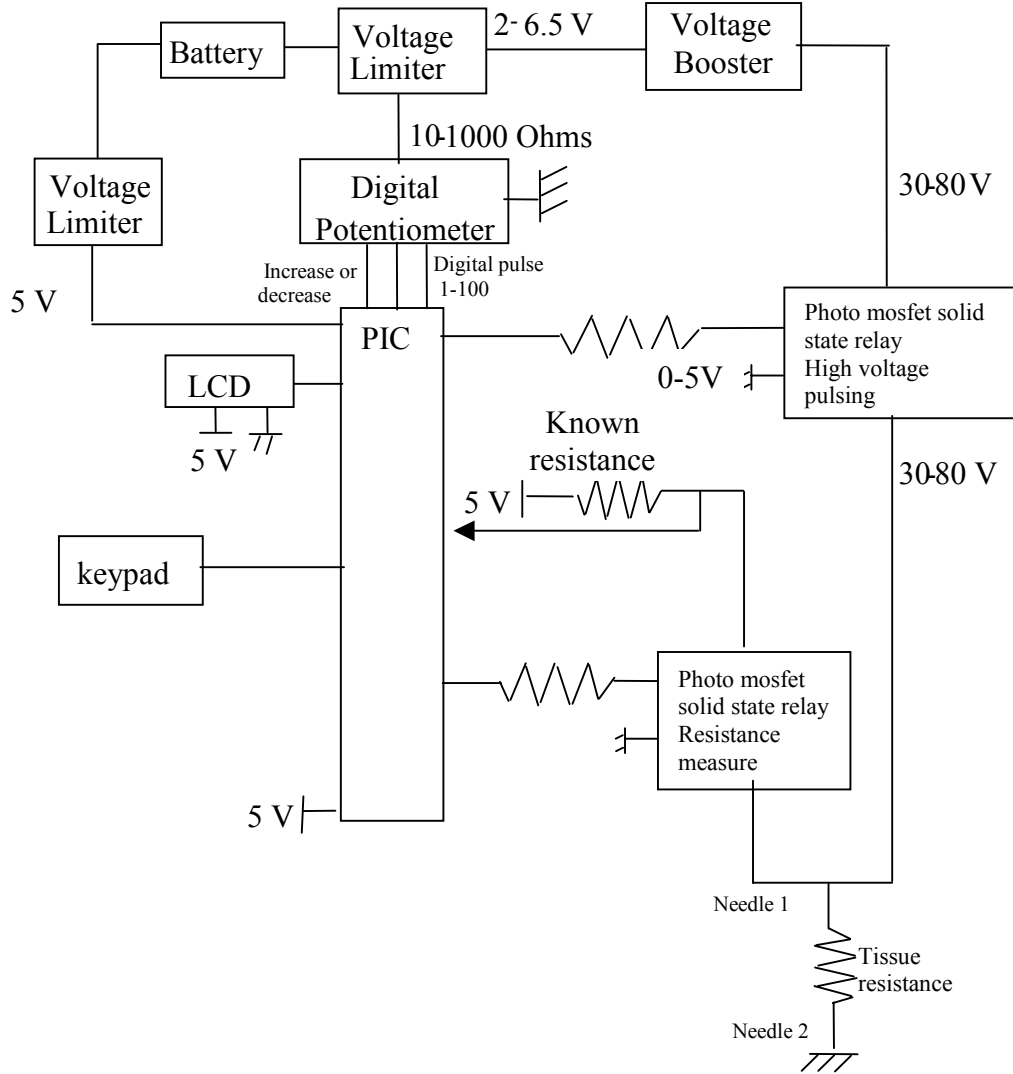 Battery
Voltage
Limiter
2- 6.5 V
Voltage
Booster
10-1000 Ohms
Voltage
Limiter
Digital
Potentiometer
30-80 V
Increase or
decrease
Digital pulse
1-100
5 V
PIC
Photo mosfet solid
state relay
High voltage
pulsing
0-5V
LCD
5 V
Known
resistance
5 V
30-80 V
keypad
Photo mosfet
solid state relay
Resistance
measure
5 V
Needle 1
Tissue
resistance
Needle 2